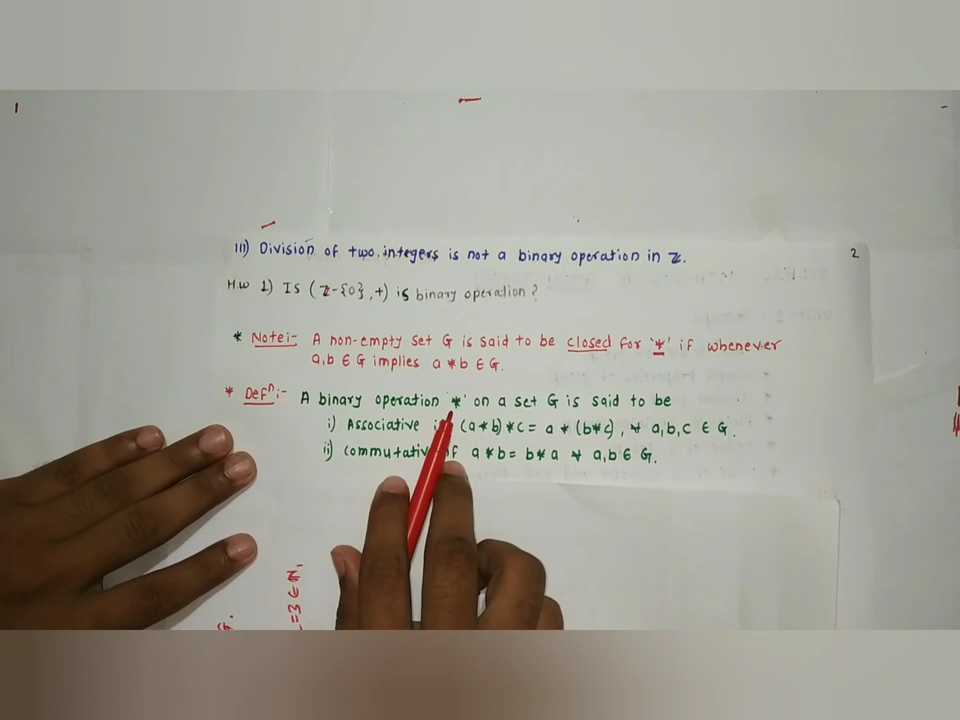 III) Division of two integers is not a binary operation in Z.
2
H.W 1) Is (Z-{0}, +) is binary operation?
* Note:- A non-empty set G is said to be closed for '*' if whenever
a,b ∈ G implies a * b ∈ G.
* Defⁿ:- A binary operation '*' on a set G is said to be
i) Associative (a*b)*c = a*(b*c), ∀ a,b,c ∈ G.
ii) commutative if a*b = b*a ∀ a,b ∈ G.
=3 ∈ N,